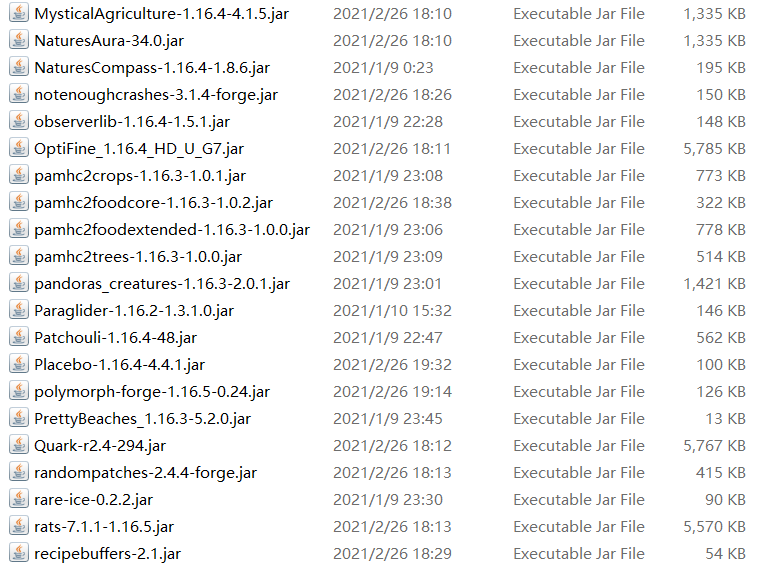 MysticalAgriculture-1.16.4-4.1.5.jar 2021/2/26 18:10 Executable Jar File 1,335 KB
NaturesAura-34.0.jar 2021/2/26 18:10 Executable Jar File 1,335 KB
NaturesCompass-1.16.4-1.8.6.jar 2021/1/9 0:23 Executable Jar File 195 KB
notenoughcrashes-3.1.4-forge.jar 2021/2/26 18:26 Executable Jar File 150 KB
observerlib-1.16.4-1.5.1.jar 2021/1/9 22:28 Executable Jar File 148 KB
OptiFine_1.16.4_HD_U_G7.jar 2021/2/26 18:11 Executable Jar File 5,785 KB
pamhc2crops-1.16.3-1.0.1.jar 2021/1/9 23:08 Executable Jar File 773 KB
pamhc2foodcore-1.16.3-1.0.2.jar 2021/2/26 18:38 Executable Jar File 322 KB
pamhc2foodextended-1.16.3-1.0.0.jar 2021/1/9 23:06 Executable Jar File 778 KB
pamhc2trees-1.16.3-1.0.0.jar 2021/1/9 23:09 Executable Jar File 514 KB
pandoras_creatures-1.16.3-2.0.1.jar 2021/1/9 23:01 Executable Jar File 1,421 KB
Paraglider-1.16.2-1.3.1.0.jar 2021/1/10 15:32 Executable Jar File 146 KB
Patchouli-1.16.4-48.jar 2021/1/9 22:47 Executable Jar File 562 KB
Placebo-1.16.4-4.4.1.jar 2021/2/26 19:32 Executable Jar File 100 KB
polymorph-forge-1.16.5-0.24.jar 2021/2/26 19:14 Executable Jar File 126 KB
PrettyBeaches_1.16.3-5.2.0.jar 2021/1/9 23:45 Executable Jar File 13 KB
Quark-r2.4-294.jar 2021/2/26 18:12 Executable Jar File 5,767 KB
randompatches-2.4.4-forge.jar 2021/2/26 18:13 Executable Jar File 415 KB
rare-ice-0.2.2.jar 2021/1/9 23:30 Executable Jar File 90 KB
rats-7.1.1-1.16.5.jar 2021/2/26 18:13 Executable Jar File 5,570 KB
recipebuffers-2.1.jar 2021/2/26 18:29 Executable Jar File 54 KB